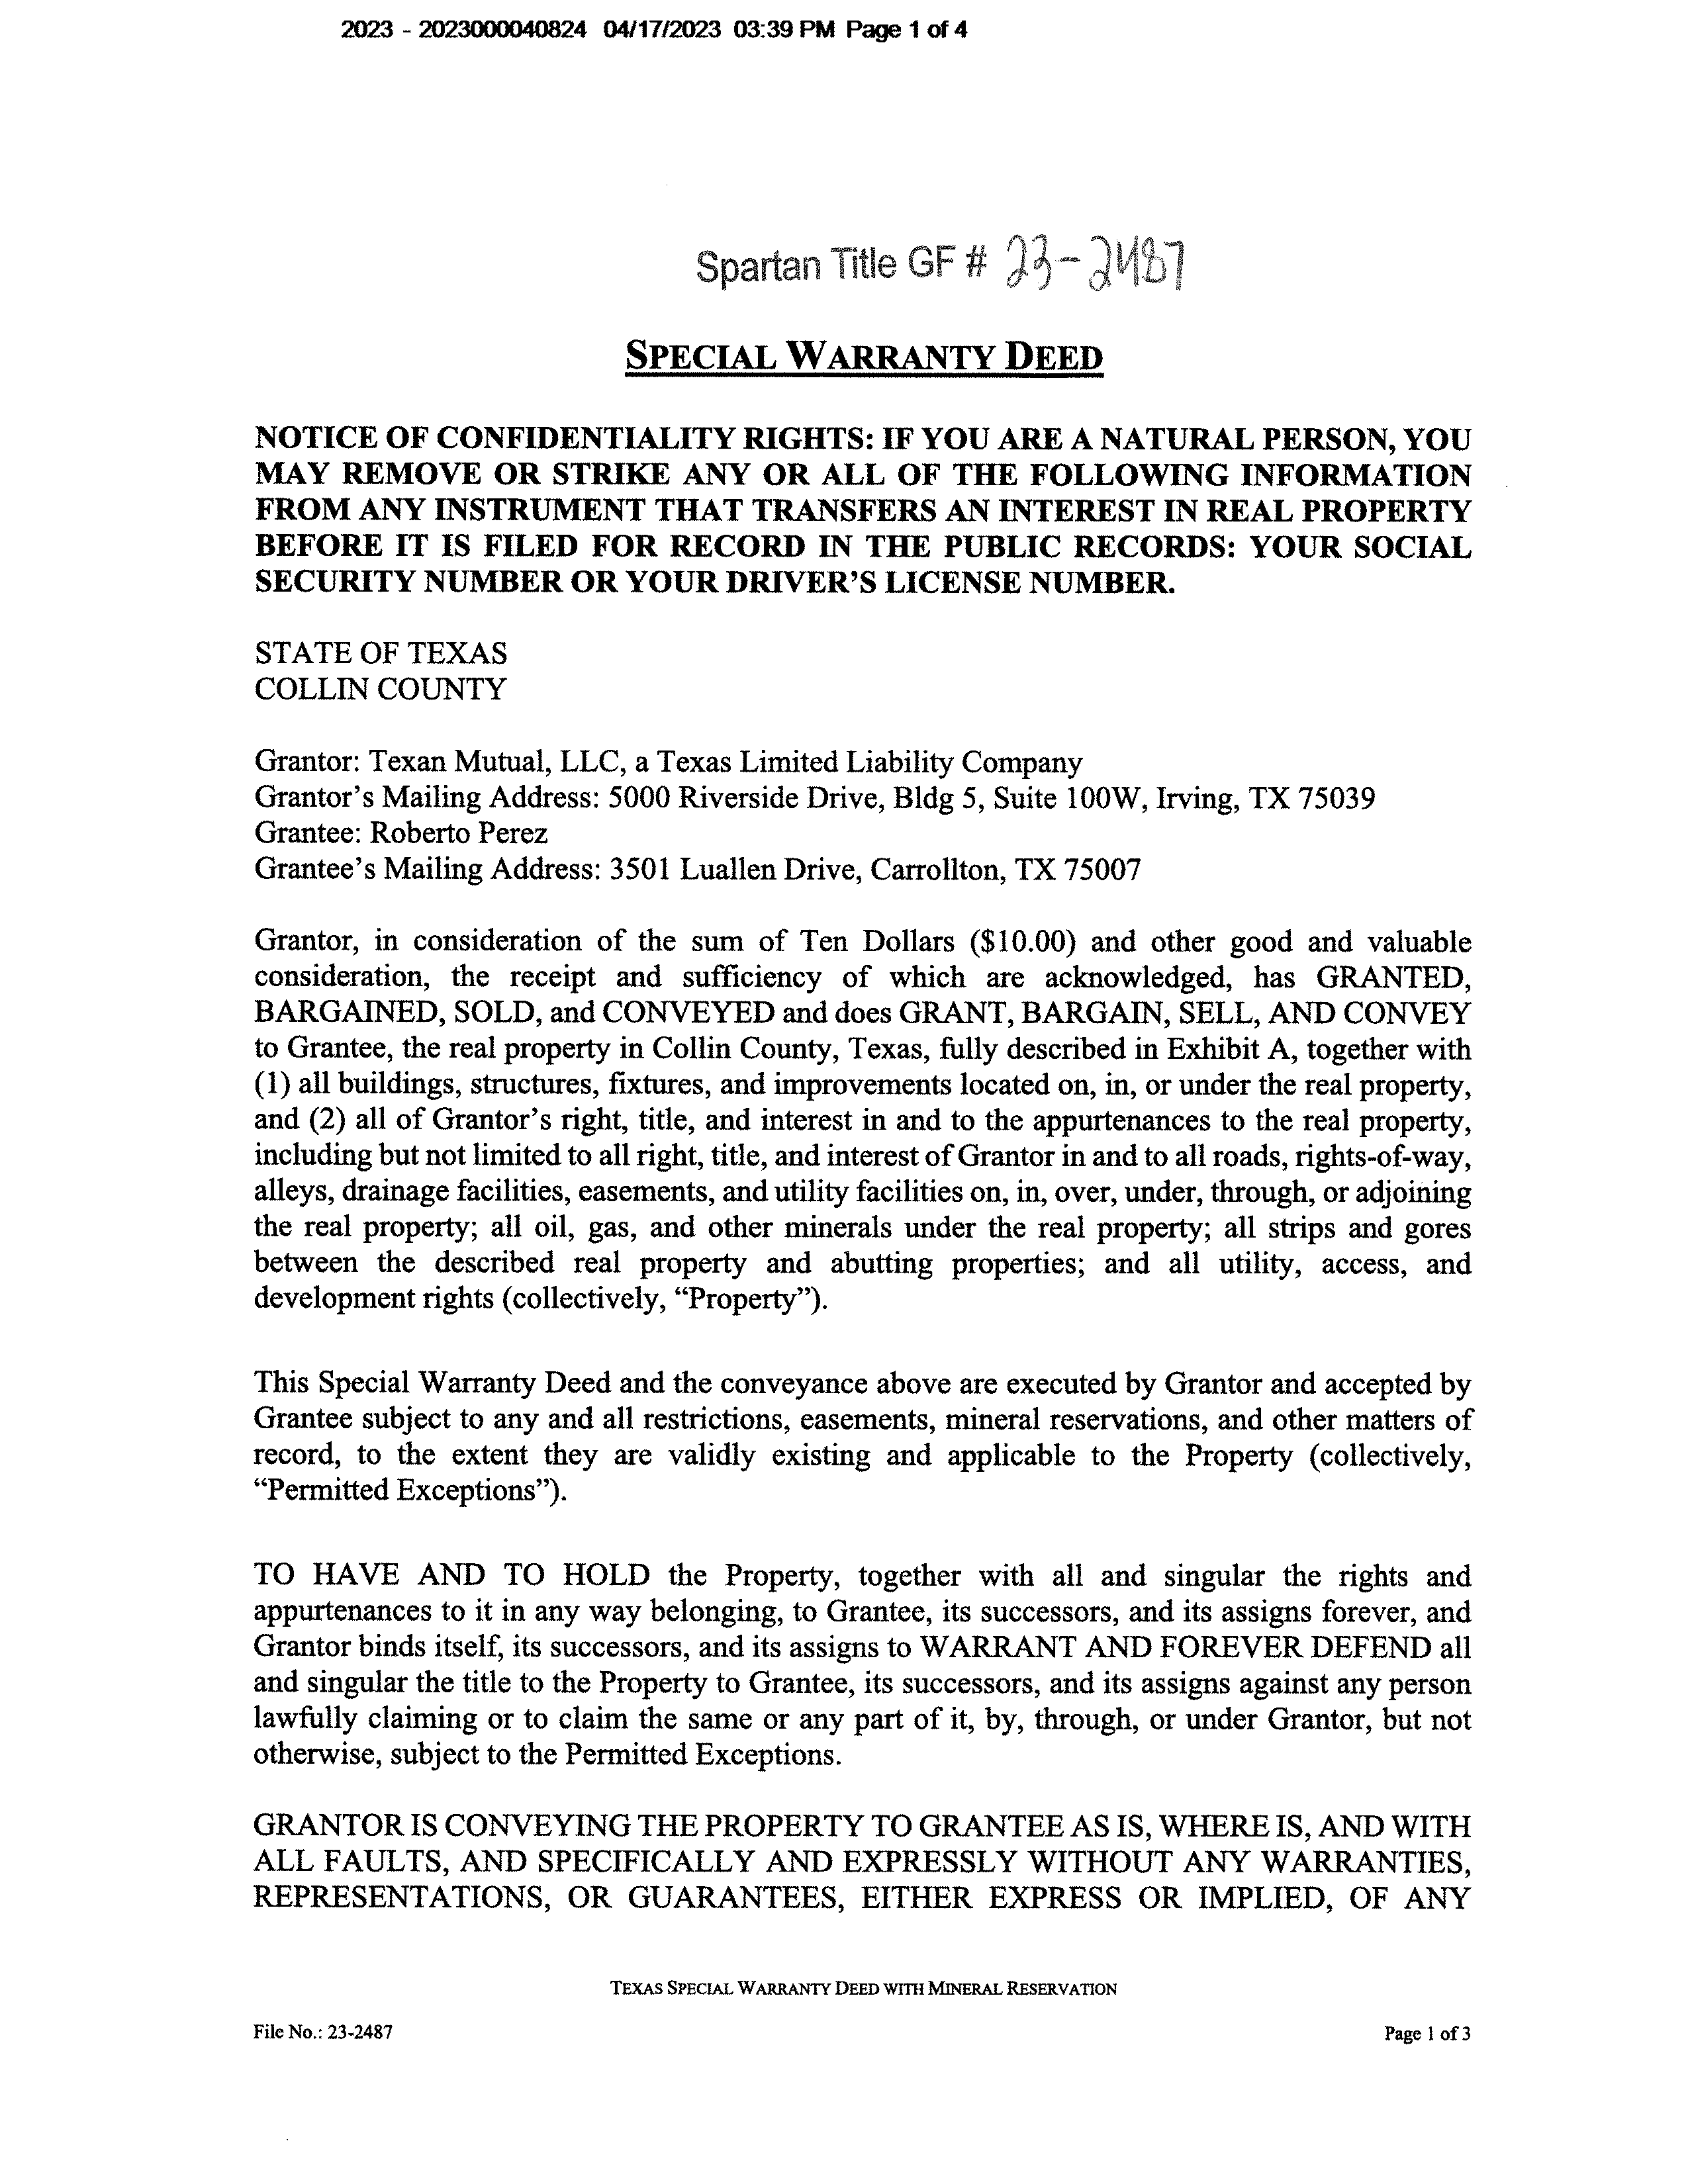 2023 - 2023000040824 04/17/2023 03:39 PM Page 1 of 4
Spartan Title GF # 23-2487
SPECIAL WARRANTY DEED
NOTICE OF CONFIDENTIALITY RIGHTS: IF YOU ARE A NATURAL PERSON, YOU
MAY REMOVE OR STRIKE ANY OR ALL OF THE FOLLOWING INFORMATION
FROM ANY INSTRUMENT THAT TRANSFERS AN INTEREST IN REAL PROPERTY
BEFORE IT IS FILED FOR RECORD IN THE PUBLIC RECORDS: YOUR SOCIAL
SECURITY NUMBER OR YOUR DRIVER'S LICENSE NUMBER.
STATE OF TEXAS
COLLIN COUNTY
Grantor: Texan Mutual, LLC, a Texas Limited Liability Company
Grantor's Mailing Address: 5000 Riverside Drive, Bldg 5, Suite 100W, Irving, TX 75039
Grantee: Roberto Perez
Grantee's Mailing Address: 3501 Luallen Drive, Carrollton, TX 75007
Grantor, in consideration of the sum of Ten Dollars ($10.00) and other good and valuable
consideration, the receipt and sufficiency of which are acknowledged, has GRANTED,
BARGAINED, SOLD, and CONVEYED and does GRANT, BARGAIN, SELL, AND CONVEY
to Grantee, the real property in Collin County, Texas, fully described in Exhibit A, together with
(1) all buildings, structures, fixtures, and improvements located on, in, or under the real property,
and (2) all of Grantor's right, title, and interest in and to the appurtenances to the real property,
including but not limited to all right, title, and interest of Grantor in and to all roads, rights-of-way,
alleys, drainage facilities, easements, and utility facilities on, in, over, under, through, or adjoining
the real property; all oil, gas, and other minerals under the real property; all strips and gores
between the described real property and abutting properties; and all utility, access, and
development rights (collectively, “Property”).
This Special Warranty Deed and the conveyance above are executed by Grantor and accepted by
Grantee subject to any and all restrictions, easements, mineral reservations, and other matters of
record, to the extent they are validly existing and applicable to the Property (collectively,
“Permitted Exceptions”).
TO HAVE AND TO HOLD the Property, together with all and singular the rights and
appurtenances to it in any way belonging, to Grantee, its successors, and its assigns forever, and
Grantor binds itself, its successors, and its assigns to WARRANT AND FOREVER DEFEND all
and singular the title to the Property to Grantee, its successors, and its assigns against any person
lawfully claiming or to claim the same or any part of it, by, through, or under Grantor, but not
otherwise, subject to the Permitted Exceptions.
GRANTOR IS CONVEYING THE PROPERTY TO GRANTEE AS IS, WHERE IS, AND WITH
ALL FAULTS, AND SPECIFICALLY AND EXPRESSLY WITHOUT ANY WARRANTIES,
REPRESENTATIONS, OR GUARANTEES, EITHER EXPRESS OR IMPLIED, OF ANY
TEXAS SPECIAL WARRANTY DEED WITH MINERAL RESERVATION
File No.: 23-2487
Page 1 of 3